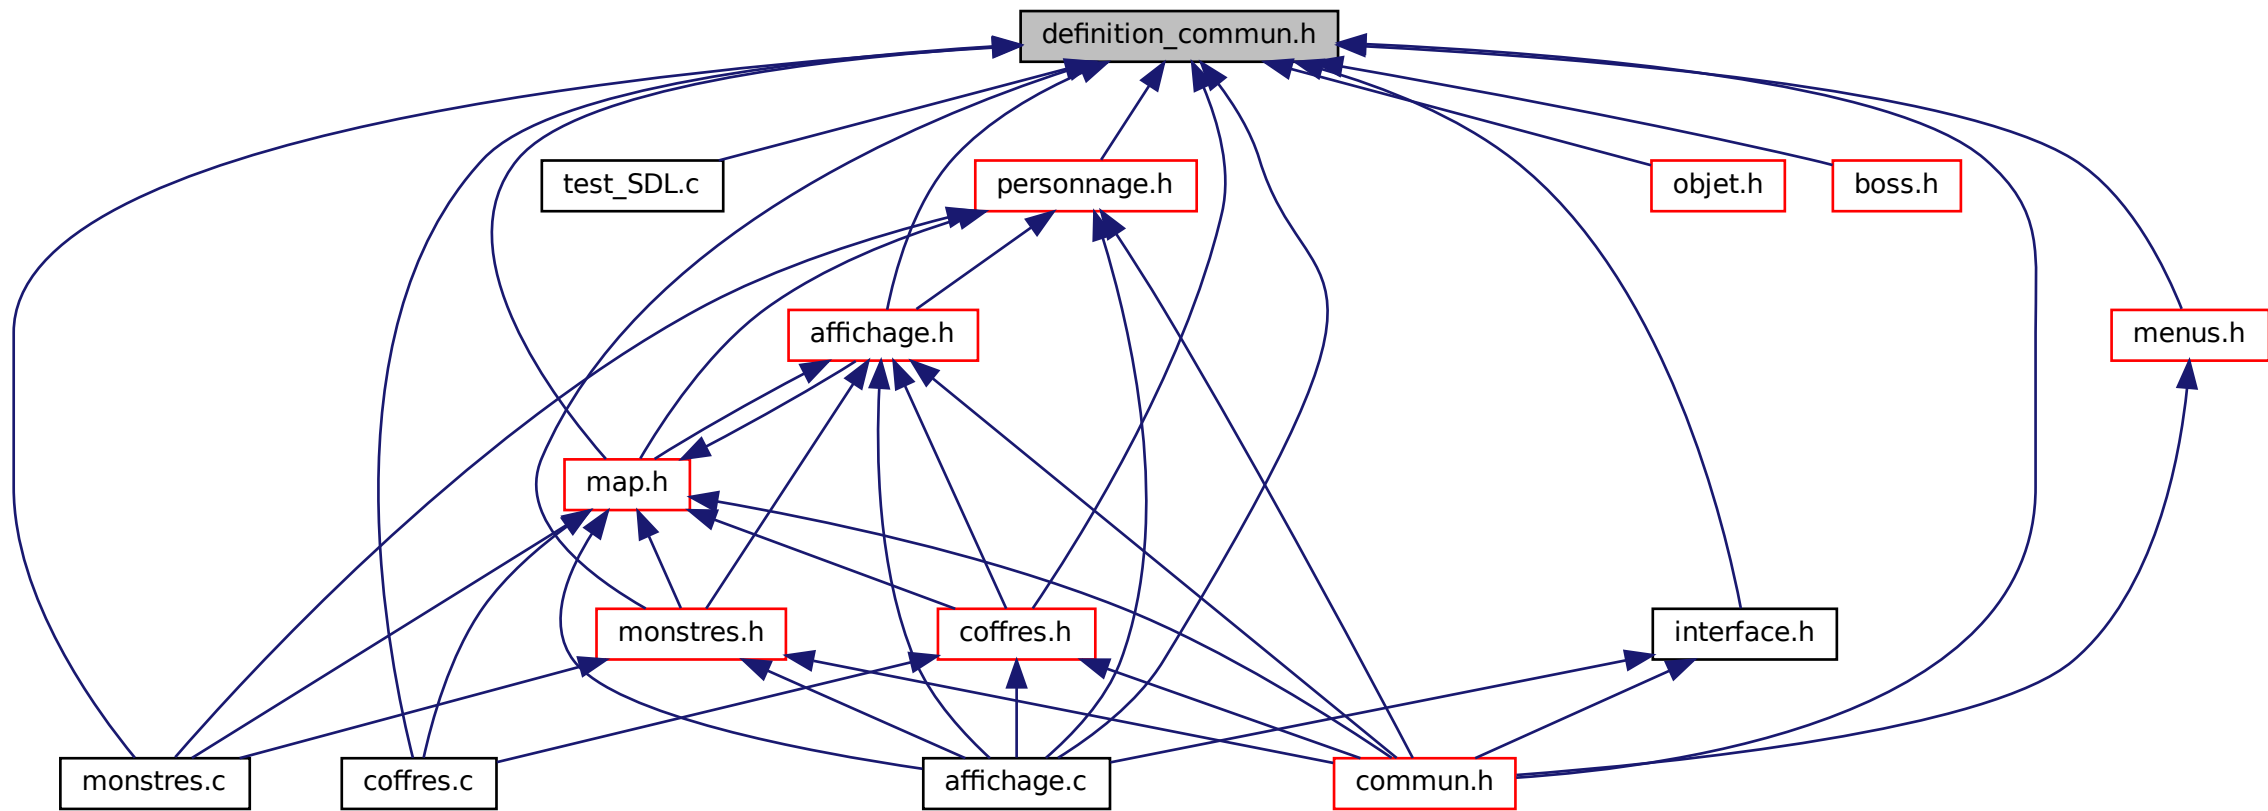 definition_commun.h
test_SDL.c
personnage.h
objet.h
boss.h
affichage.h
menus.h
map.h
monstres.h
coffres.h
interface.h
monstres.c
coffres.c
affichage.c
commun.h